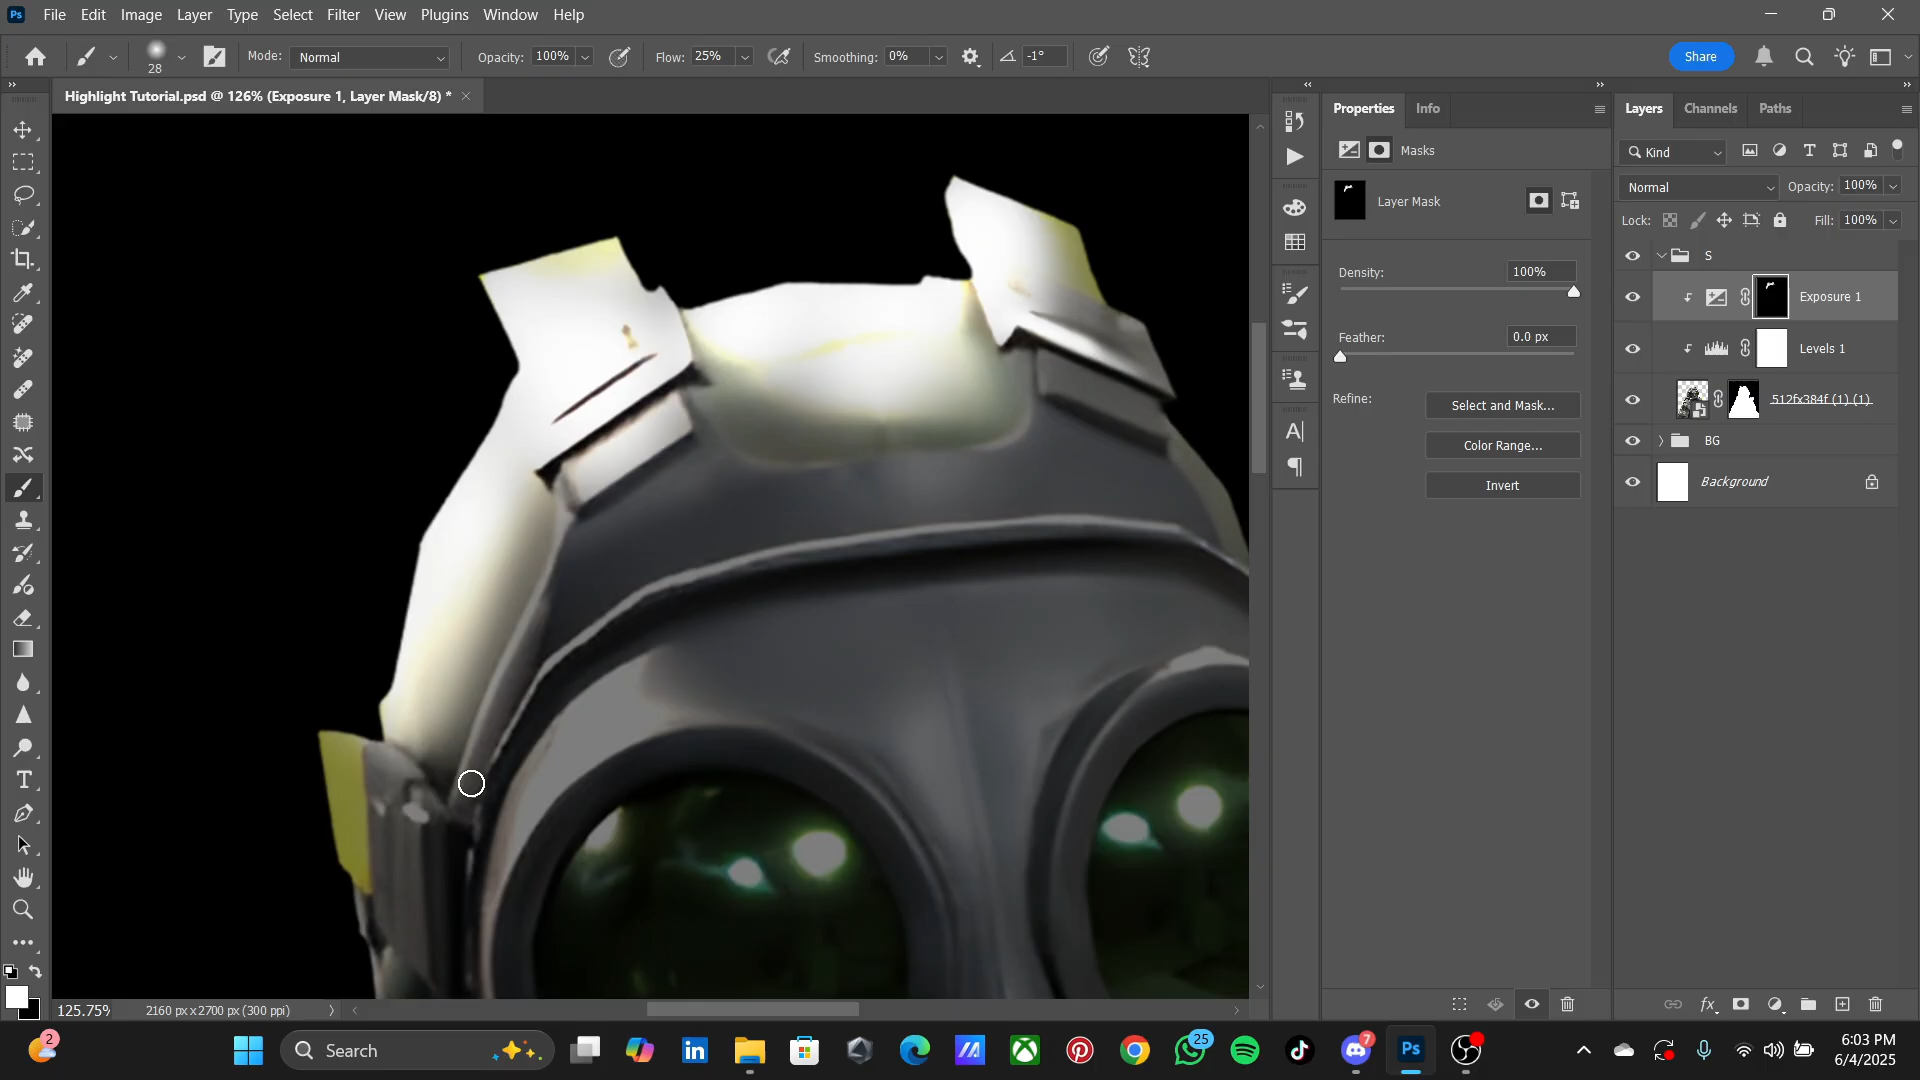 File Edit Image Layer Type Select Filter View Plugins Window Help
28 Mode: Normal Opacity: 100% Flow: 25% Smoothing: 0% -1° Share
Highlight Tutorial.psd @ 126% (Exposure 1, Layer Mask/8) *
Properties Info
Masks
Layer Mask
Density: 100%
Feather: 0.0 px
Refine: Select and Mask...
Color Range...
Invert
Layers Channels Paths
Kind
Normal Opacity: 100%
Lock: Fill: 100%
S
Exposure 1
Levels 1
512fx384f (1) (1)
BG
Background
125.75% 2160 px x 2700 px (300 ppi)
2 Search 25 7 6:03 PM
6/4/2025